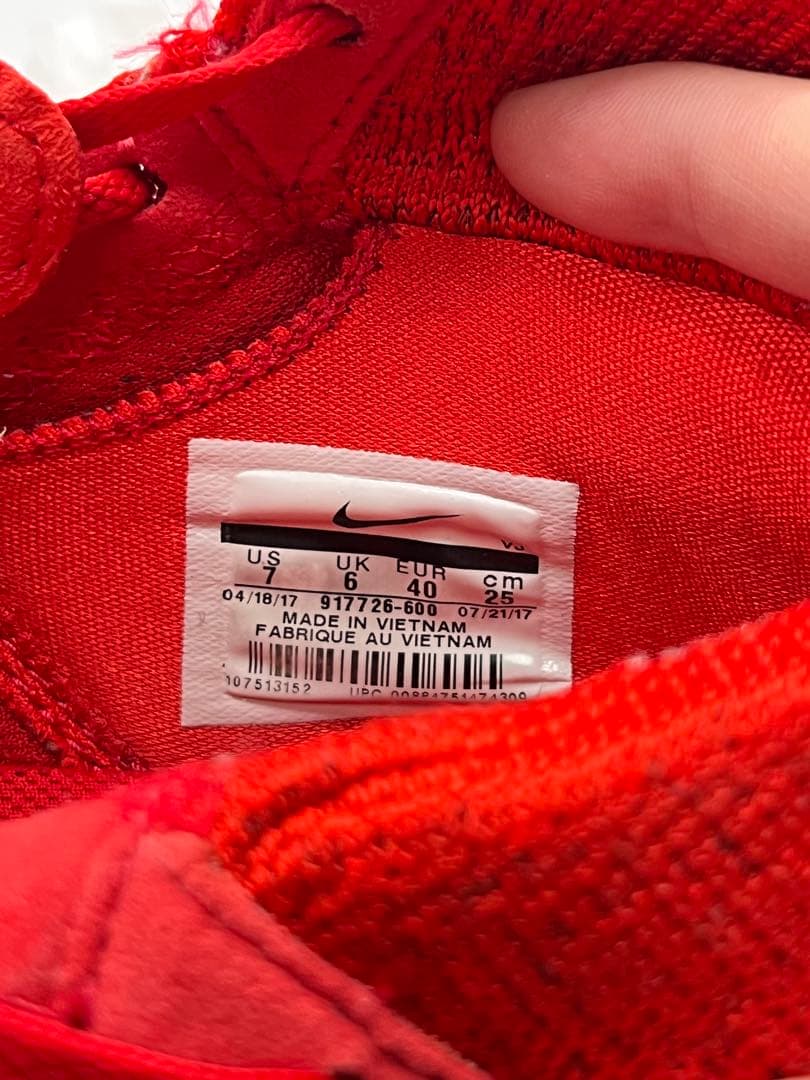 US UK EUR cm
7 6 40 25
04/18/17 917726-600 07/21/17
MADE IN VIETNAM
FABRIQUE AU VIETNAM
UPC